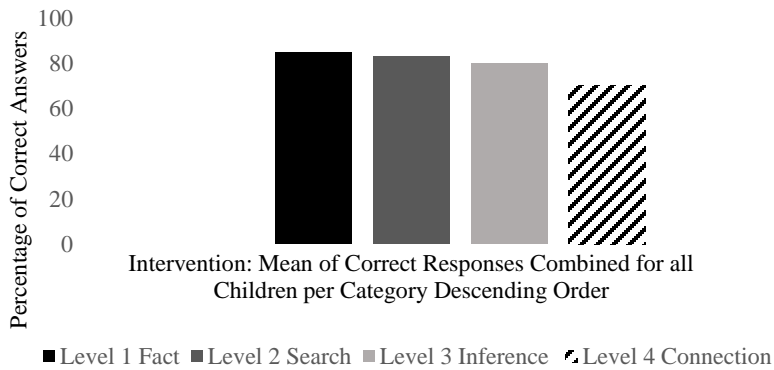 Percentage of Correct Answers
100
80
60
40
20
0
Intervention: Mean of Correct Responses Combined for all
Children per Category Descending Order
Level 1 Fact Level 2 Search Level 3 Inference Level 4 Connection